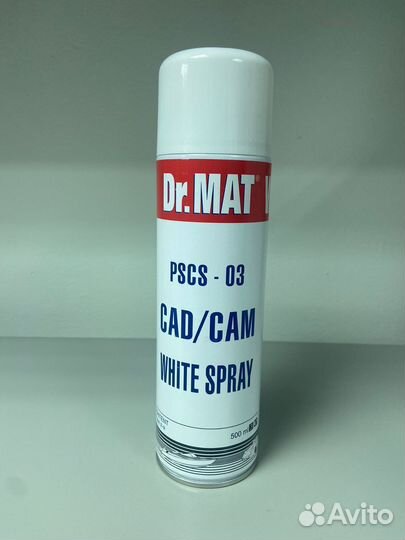 Dr.MAT®
PSCS - 03
CAD/CAM
WHITE SPRAY
500 ml
Avito